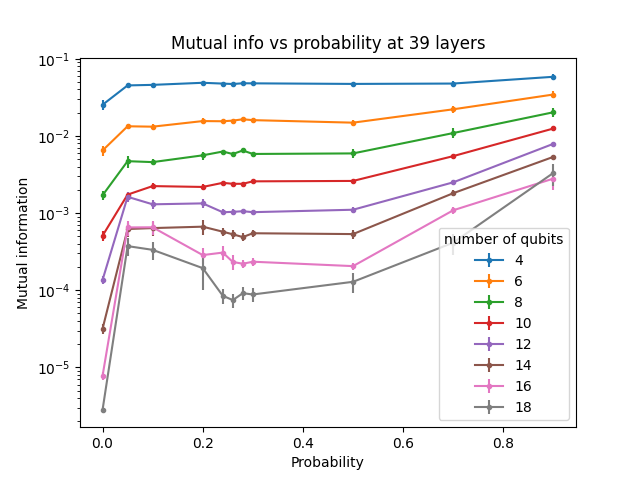 Mutual info vs probability at 39 layers
Mutual information
10⁻¹
10⁻²
10⁻³
10⁻⁴
10⁻⁵
number of qubits
4
6
8
10
12
14
16
18
0.0 0.2 0.4 0.6 0.8
Probability